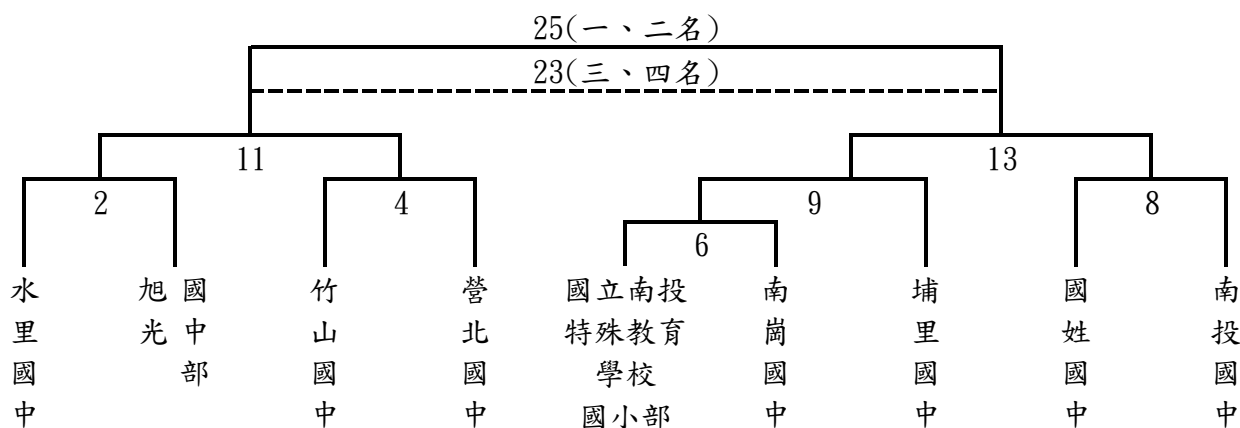 25(一、二名)
23(三、四名)
11
13
2
4
9
8
6
水里國中
旭光
國中部
竹山國中
營北國中
國立南投
特殊教育
學校
國小部
南崗國中
埔里國中
國姓國中
南投國中